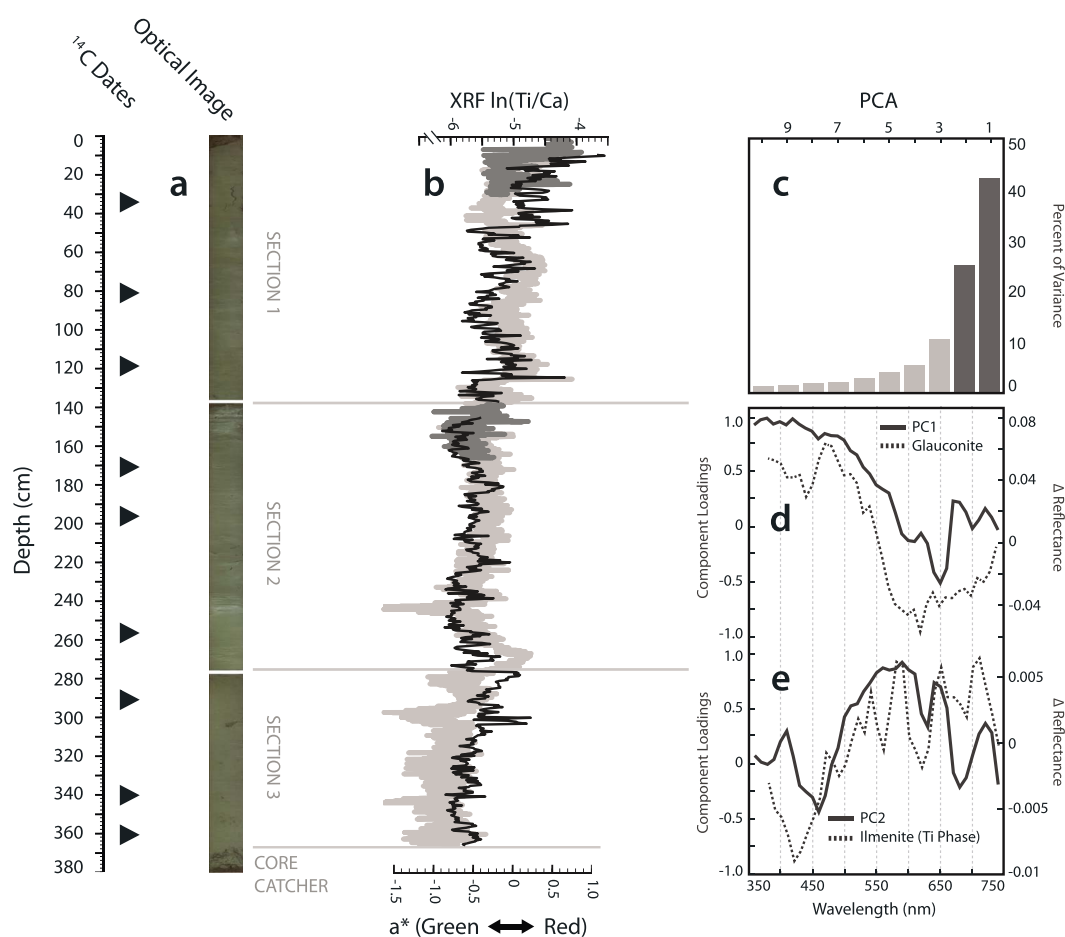 ¹⁴C Dates
Optical Image
XRF ln(Ti/Ca)
-6 -5 -4
PCA
9 7 5 3 1
Depth (cm)
0
20
40
60
80
100
120
140
160
180
200
220
240
260
280
300
320
340
360
380
a
b
c
d
e
SECTION 1
SECTION 2
SECTION 3
CORE
CATCHER
-1.5 -1.0 -0.5 0 0.5 1.0
a* (Green Red)
50
40
30
20
10
0
Percent of Variance
PC1
Glauconite
Component Loadings
1.0
0.5
0
-0.5
-1.0
0.08
0.04
0
-0.04
Δ Reflectance
PC2
Ilmenite (Ti Phase)
Component Loadings
1.0
0.5
0
-0.5
-1.0
0.005
0
-0.005
-0.01
Δ Reflectance
350 450 550 650 750
Wavelength (nm)